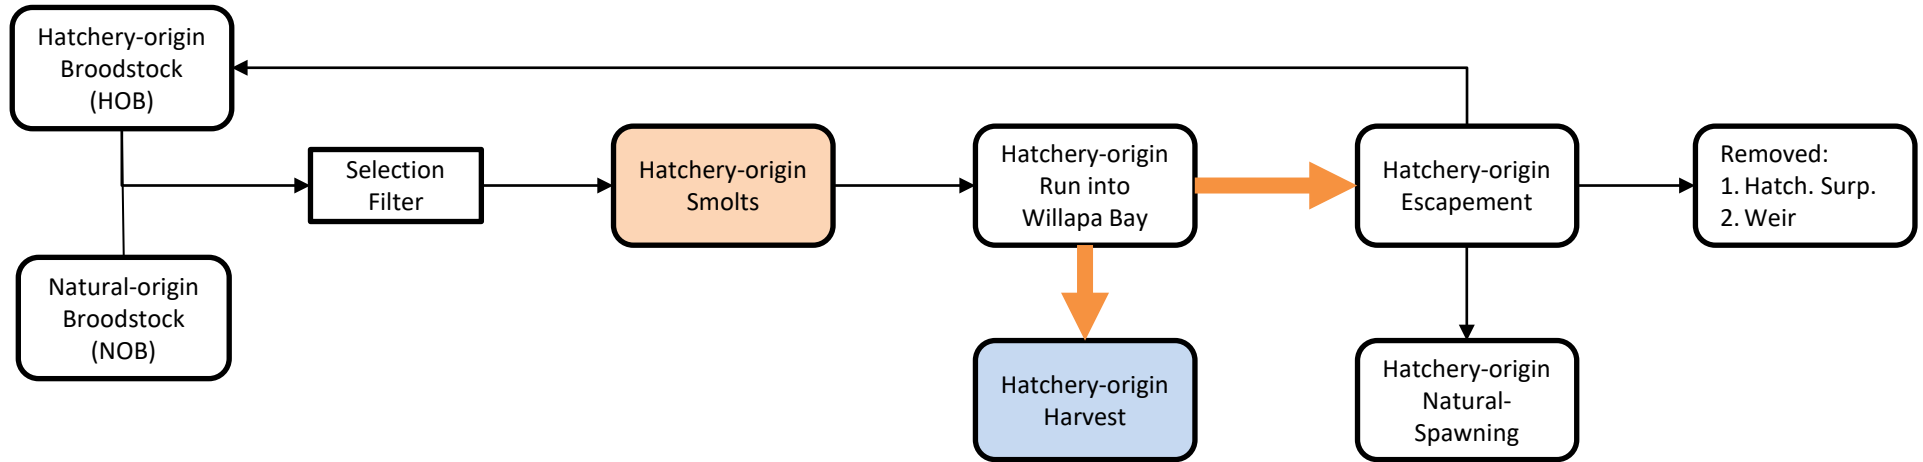 Hatchery-origin
Broodstock
(HOB)
Natural-origin
Broodstock
(NOB)
Selection
Filter
Hatchery-origin
Smolts
Hatchery-origin
Run into
Willapa Bay
Hatchery-origin
Harvest
Hatchery-origin
Escapement
Hatchery-origin
Natural-
Spawning
Removed:
1. Hatch. Surp.
2. Weir